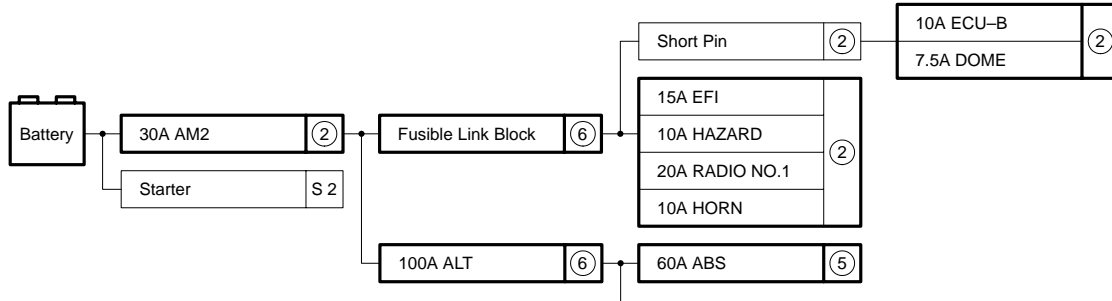 10A ECU–B
Short Pin 2 2
7.5A DOME
15A EFI
Battery 30A AM2 2 Fusible Link Block 6 10A HAZARD
2
20A RADIO NO.1
Starter S 2
10A HORN
100A ALT 6 60A ABS 5